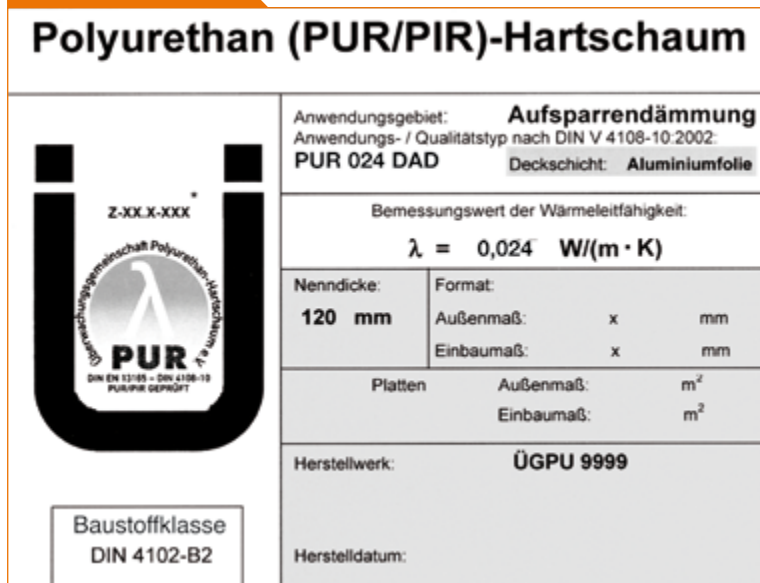 Polyurethan (PUR/PIR)-Hartschaum
Anwendungsgebiet: Aufsparrendämmung
Anwendungs- / Qualitätstyp nach DIN V 4108-10:2002:
PUR 024 DAD Deckschicht: Aluminiumfolie
Z-XX.X-XXX*
Überwachungsgemeinschaft Polyurethan-Hartschaum e.V.
λ
PUR
DIN EN 13165 – DIN 4108-10
PUR/PIR GEPRÜFT
Bemessungswert der Wärmeleitfähigkeit:
λ = 0,024 W/(m · K)
Nenndicke: Format:
120 mm Außenmaß: x mm
Einbaumaß: x mm
Platten Außenmaß: m²
Einbaumaß: m²
Herstellwerk: ÜGPU 9999
Baustoffklasse
DIN 4102-B2
Herstelldatum: